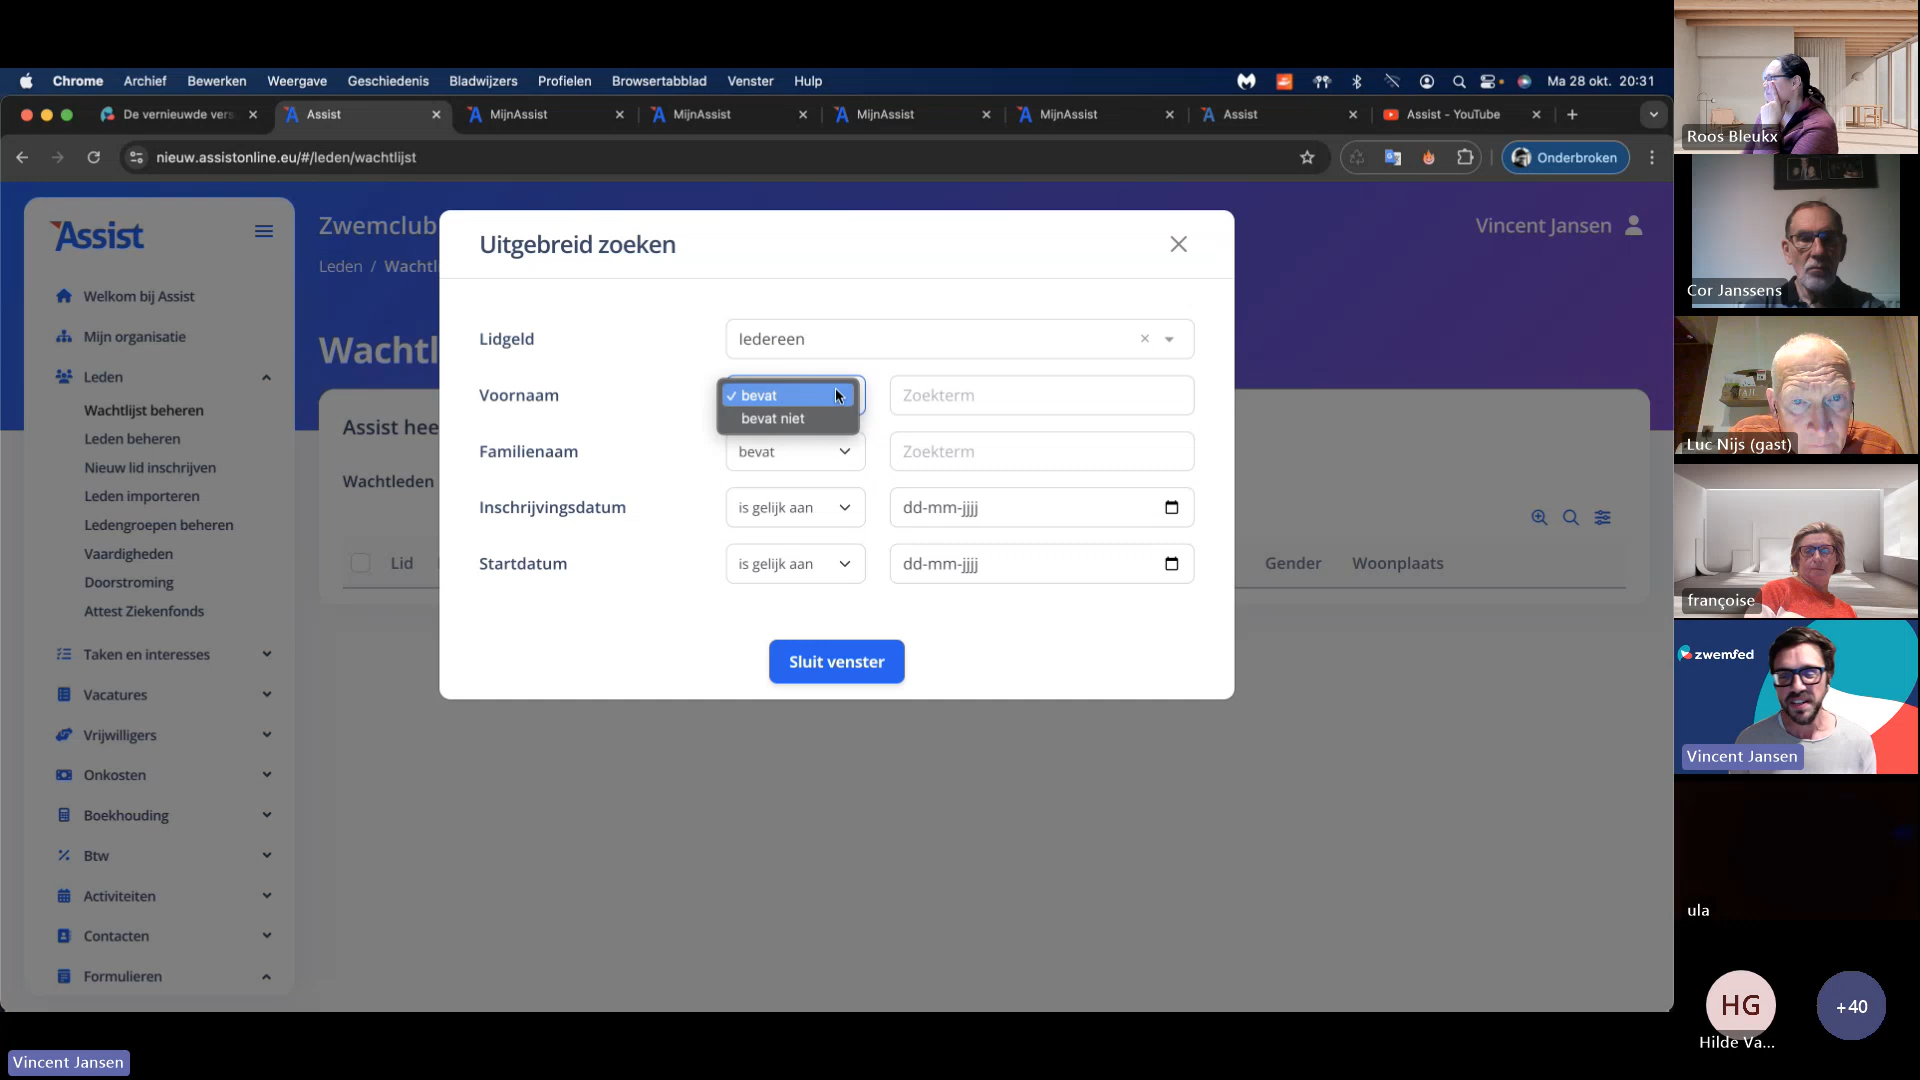 Chrome Archief Bewerken Weergave Geschiedenis Bladwijzers Profielen Browsertabblad Venster Hulp Ma 28 okt. 20:31
De vernieuwde vers Assist MijnAssist MijnAssist MijnAssist MijnAssist Assist Assist - YouTube
nieuw.assistonline.eu/#/leden/wachtlijst Onderbroken
Assist
Zwemclub
Vincent Jansen
Leden / Wachtl
Welkom bij Assist
Mijn organisatie
Leden
Wachtlijst beheren
Leden beheren
Nieuw lid inschrijven
Leden importeren
Ledengroepen beheren
Vaardigheden
Doorstroming
Attest Ziekenfonds
Taken en interesses
Vacatures
Vrijwilligers
Onkosten
Boekhouding
Btw
Activiteiten
Contacten
Formulieren
Wachtl
Assist hee
Wachtleden
Lid
Gender Woonplaats
Uitgebreid zoeken
Lidgeld Iedereen
Voornaam bevat Zoekterm
bevat niet
Familienaam bevat Zoekterm
Inschrijvingsdatum is gelijk aan dd-mm-jjjj
Startdatum is gelijk aan dd-mm-jjjj
Sluit venster
Roos Bleukx
Cor Janssens
Luc Nijs (gast)
françoise
zwemfed
Vincent Jansen
ula
HG
+40
Hilde Va...
Vincent Jansen